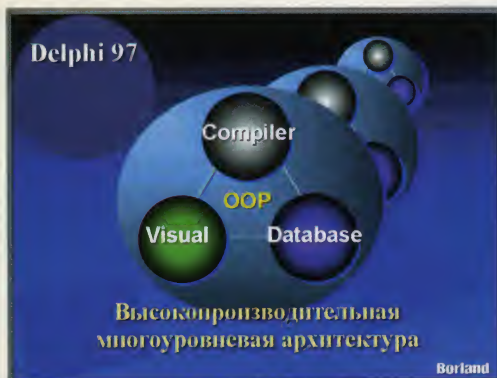 Delphi 97
Compiler
OOP
Visual Database
Высокопроизводительная
многоуровневая архитектура
Borland